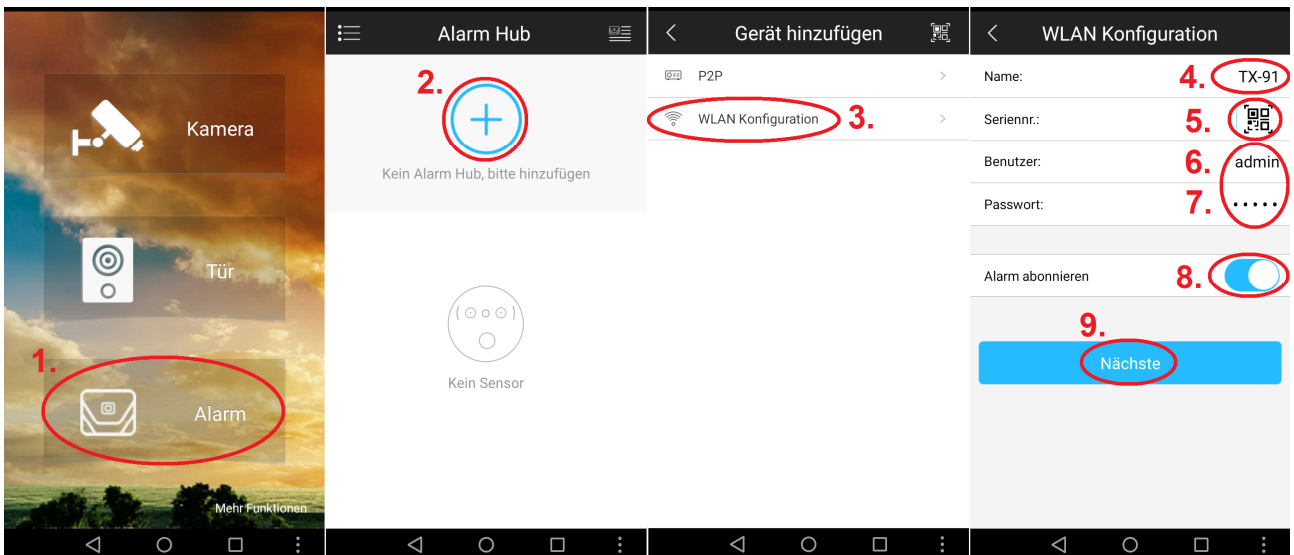 Kamera
Tür
1.
Alarm
Mehr Funktionen
Alarm Hub
2.
Kein Alarm Hub, bitte hinzufügen
Kein Sensor
Gerät hinzufügen
P2P
WLAN Konfiguration 3.
WLAN Konfiguration
Name: 4. TX-91
Seriennr.: 5.
Benutzer: 6. admin
Passwort: 7. •••••
Alarm abonnieren 8.
9.
Nächste